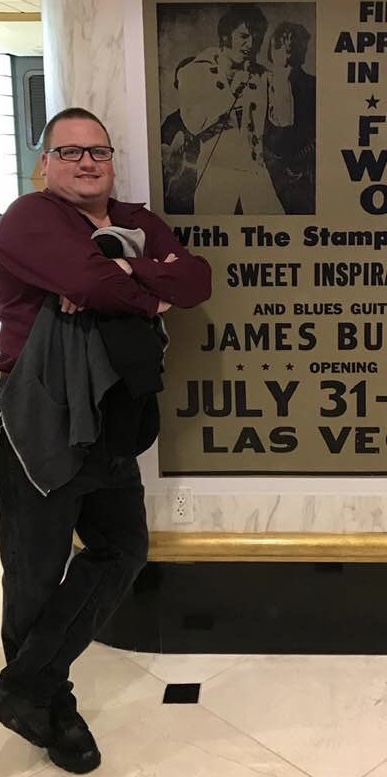 FI
APP
IN
★
F
W
O
With The Stamp
SWEET INSPIRA
AND BLUES GUIT
JAMES BU
★ ★ ★ OPENING
JULY 31-
LAS VE